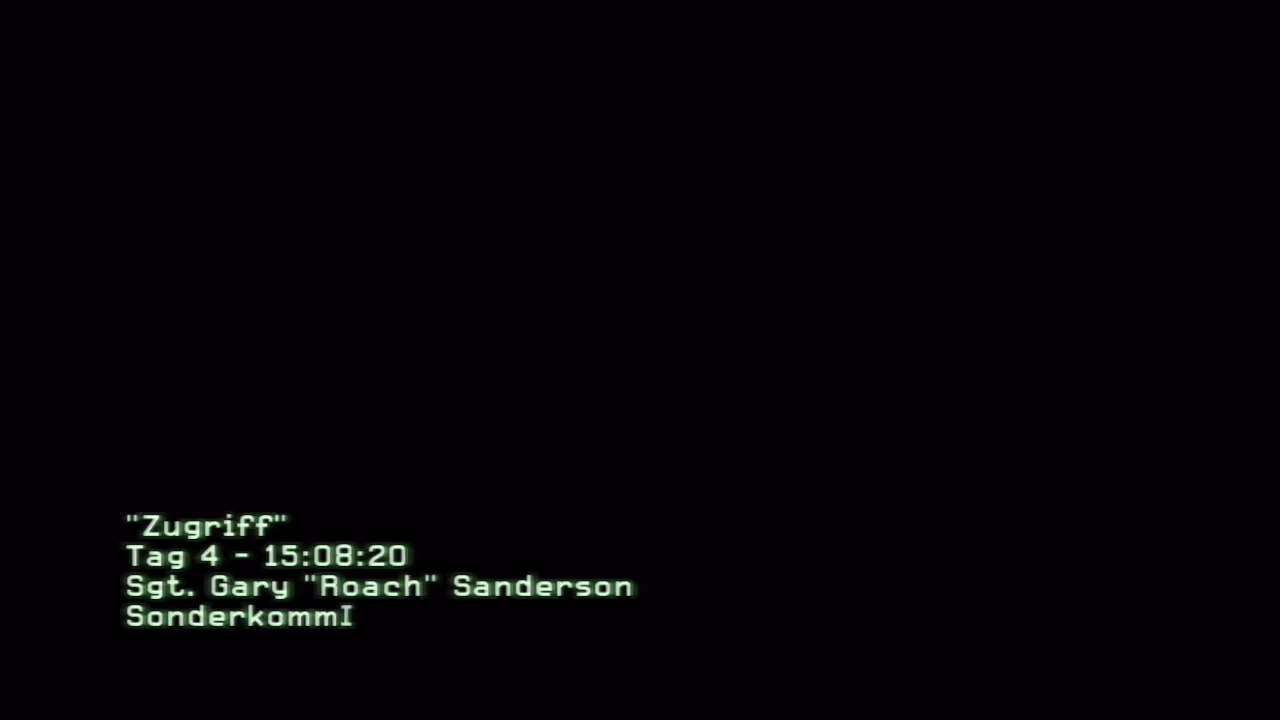 "Zugriff"
Tag 4 - 15:08:20
Sgt. Gary "Roach" Sanderson
SonderkommI